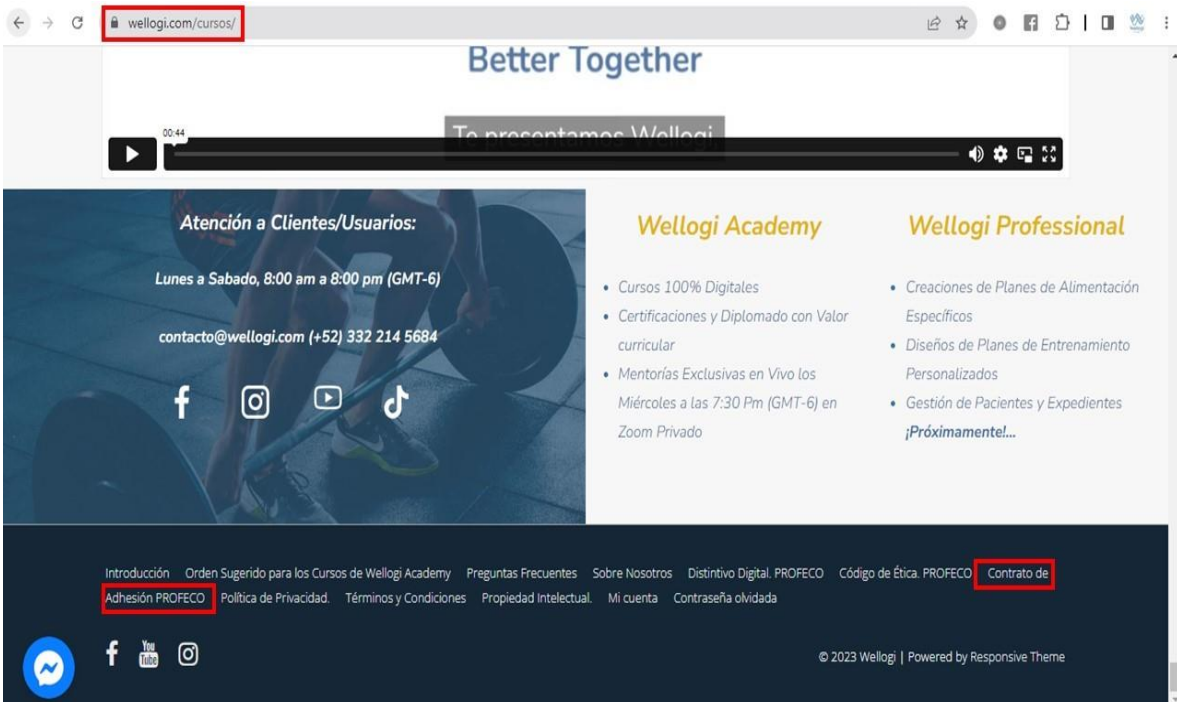 wellogi.com/cursos/
Better Together
Te presentamos Wellogi,
00:44
Atención a Clientes/Usuarios:
Lunes a Sabado, 8:00 am a 8:00 pm (GMT-6)
contacto@wellogi.com (+52) 332 214 5684
Wellogi Academy
• Cursos 100% Digitales
• Certificaciones y Diplomado con Valor
curricular
• Mentorías Exclusivas en Vivo los
Miércoles a las 7:30 Pm (GMT-6) en
Zoom Privado
Wellogi Professional
• Creaciones de Planes de Alimentación
Específicos
• Diseños de Planes de Entrenamiento
Personalizados
• Gestión de Pacientes y Expedientes
¡Próximamente!...
Introducción Orden Sugerido para los Cursos de Wellogi Academy Preguntas Frecuentes Sobre Nosotros Distintivo Digital. PROFECO Código de Ética. PROFECO Contrato de
Adhesión PROFECO Política de Privacidad. Términos y Condiciones Propiedad Intelectual. Mi cuenta Contraseña olvidada
You
Tube
© 2023 Wellogi | Powered by Responsive Theme